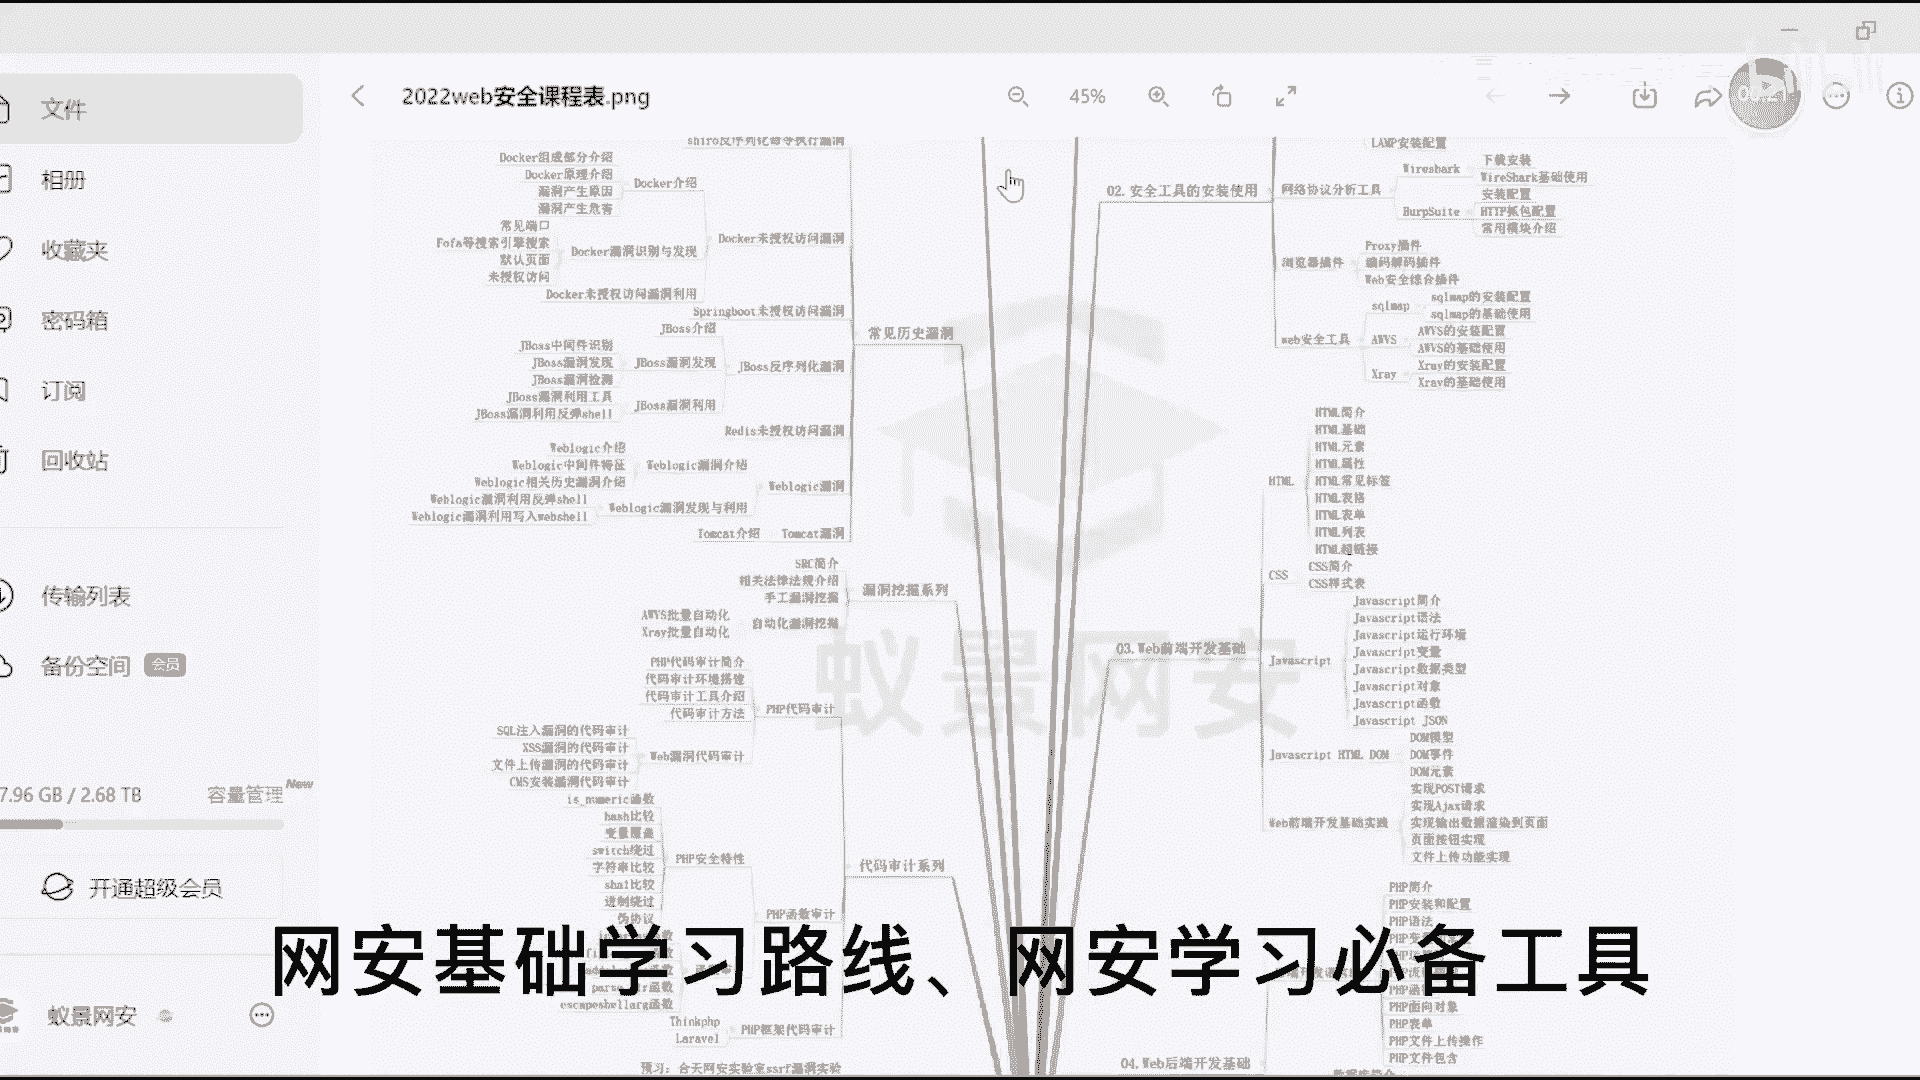 文件
相册
收藏夹
密码箱
订阅
回收站
传输列表
备份空间 会员
7.96 GB / 2.68 TB 容量管理 New
开通超级会员
蚁景网安
2022web安全课程表.png
45%
shiro反序列化命令执行漏洞
Docker组成部分介绍
Docker原理介绍
漏洞产生原因
漏洞产生危害
Docker介绍
常见端口
Fofa等搜索引擎搜索
默认页面
未授权访问
Docker漏洞识别与发现
Docker未授权访问漏洞
Docker未授权访问漏洞利用
Springboot未授权访问漏洞
JBoss介绍
JBoss中间件识别
JBoss漏洞发现
JBoss漏洞检测
JBoss漏洞发现
JBoss反序列化漏洞
JBoss漏洞利用工具
JBoss漏洞利用反弹shell
JBoss漏洞利用
常见历史漏洞
Redis未授权访问漏洞
Weblogic介绍
Weblogic中间件特征
Weblogic相关历史漏洞介绍
Weblogic漏洞介绍
Weblogic漏洞利用反弹shell
Weblogic漏洞利用写入webshell
Weblogic漏洞发现与利用
Weblogic漏洞
Tomcat介绍
Tomcat漏洞
SRC简介
相关法律法规介绍
手工漏洞挖掘
AWVS批量自动化
Xray批量自动化
自动化漏洞挖掘
漏洞挖掘系列
PHP代码审计简介
代码审计环境搭建
代码审计工具介绍
代码审计方法
PHP代码审计
SQL注入漏洞的代码审计
XSS漏洞的代码审计
文件上传漏洞的代码审计
CMS安装漏洞代码审计
Web漏洞代码审计
is_numeric函数
hash比较
变量覆盖
switch绕过
字符串比较
sha1比较
进制绕过
伪协议
PHP安全特性
PHP函数审计
代码审计系列
escapeshellarg函数
Thinkphp
Laravel
PHP框架代码审计
预习：合天网安实验室ssrf漏洞实验
LAMP安装配置
02.安全工具的安装使用
网络协议分析工具
Wireshark
下载安装
WireShark基础使用
BurpSuite
安装配置
HTTP抓包配置
常用模块介绍
浏览器插件
Proxy插件
编码解码插件
Web安全综合插件
web安全工具
sqlmap
sqlmap的安装配置
sqlmap的基础使用
AWVS
AWVS的安装配置
AWVS的基础使用
Xray
Xray的安装配置
Xray的基础使用
03.Web前端开发基础
HTML
HTML简介
HTML基础
HTML元素
HTML属性
HTML常见标签
HTML表格
HTML表单
HTML列表
HTML超链接
CSS
CSS简介
CSS样式表
Javascript
Javascript简介
Javascript语法
Javascript运行环境
Javascript变量
Javascript数据类型
Javascript对象
Javascript函数
Javascript JSON
Javascript HTML DOM
DOM模型
DOM事件
DOM元素
Web前端开发基础实践
实现POST请求
实现Ajax请求
实现输出数据渲染到页面
页面按钮实现
文件上传功能实现
04.Web后端开发基础
PHP简介
PHP安装和配置
PHP语法
PHP面向对象
PHP表单
PHP文件上传操作
PHP文件包含
蚁景网安
网安基础学习路线、网安学习必备工具